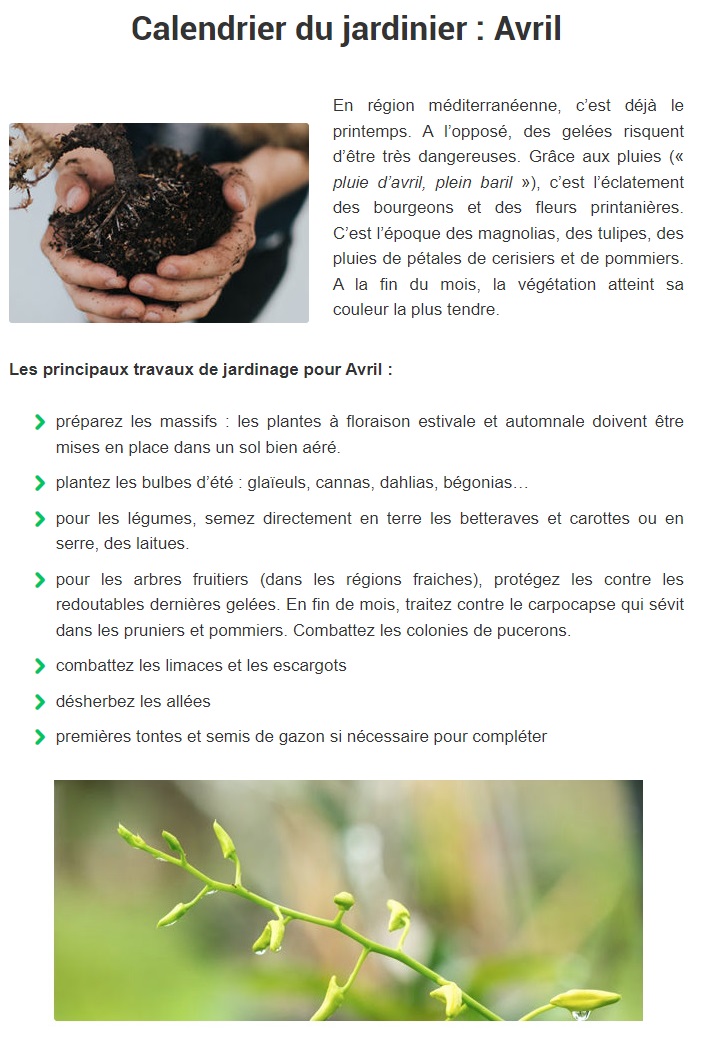 Calendrier du jardinier : Avril
En région méditerranéenne, c’est déjà le
printemps. A l’opposé, des gelées risquent
d’être très dangereuses. Grâce aux pluies («
pluie d’avril, plein baril »), c’est l’éclatement
des bourgeons et des fleurs printanières.
C’est l’époque des magnolias, des tulipes, des
pluies de pétales de cerisiers et de pommiers.
A la fin du mois, la végétation atteint sa
couleur la plus tendre.
Les principaux travaux de jardinage pour Avril :
préparez les massifs : les plantes à floraison estivale et automnale doivent être
mises en place dans un sol bien aéré.
plantez les bulbes d’été : glaïeuls, cannas, dahlias, bégonias…
pour les légumes, semez directement en terre les betteraves et carottes ou en
serre, des laitues.
pour les arbres fruitiers (dans les régions fraiches), protégez les contre les
redoutables dernières gelées. En fin de mois, traitez contre le carpocapse qui sévit
dans les pruniers et pommiers. Combattez les colonies de pucerons.
combattez les limaces et les escargots
désherbez les allées
premières tontes et semis de gazon si nécessaire pour compléter